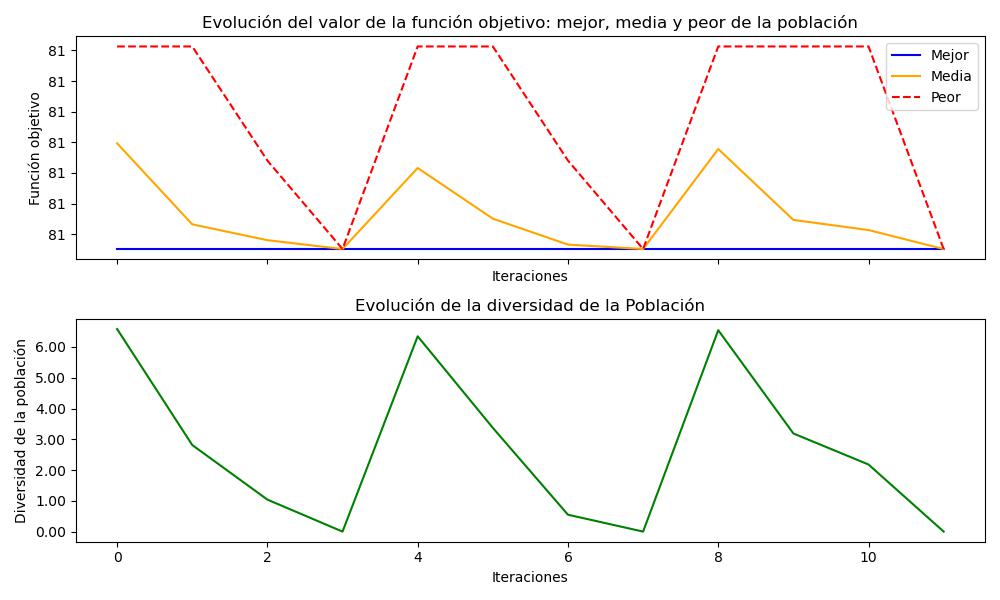 Evolución del valor de la función objetivo: mejor, media y peor de la población
81
81
81
81
81
81
81
Función objetivo
Mejor
Media
Peor
Iteraciones
Evolución de la diversidad de la Población
6.00
5.00
4.00
3.00
2.00
1.00
0.00
Diversidad de la población
0 2 4 6 8 10
Iteraciones